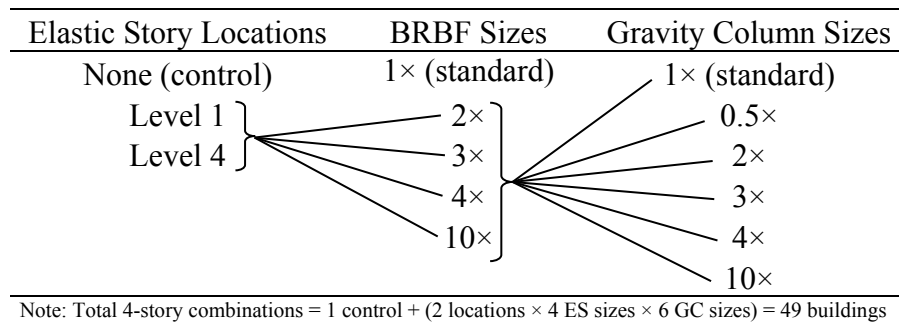 Elastic Story Locations BRBF Sizes Gravity Column Sizes
None (control) 1× (standard) 1× (standard)
Level 1 2× 0.5×
Level 4 3× 2×
4× 3×
10× 4×
10×
Note: Total 4-story combinations = 1 control + (2 locations × 4 ES sizes × 6 GC sizes) = 49 buildings